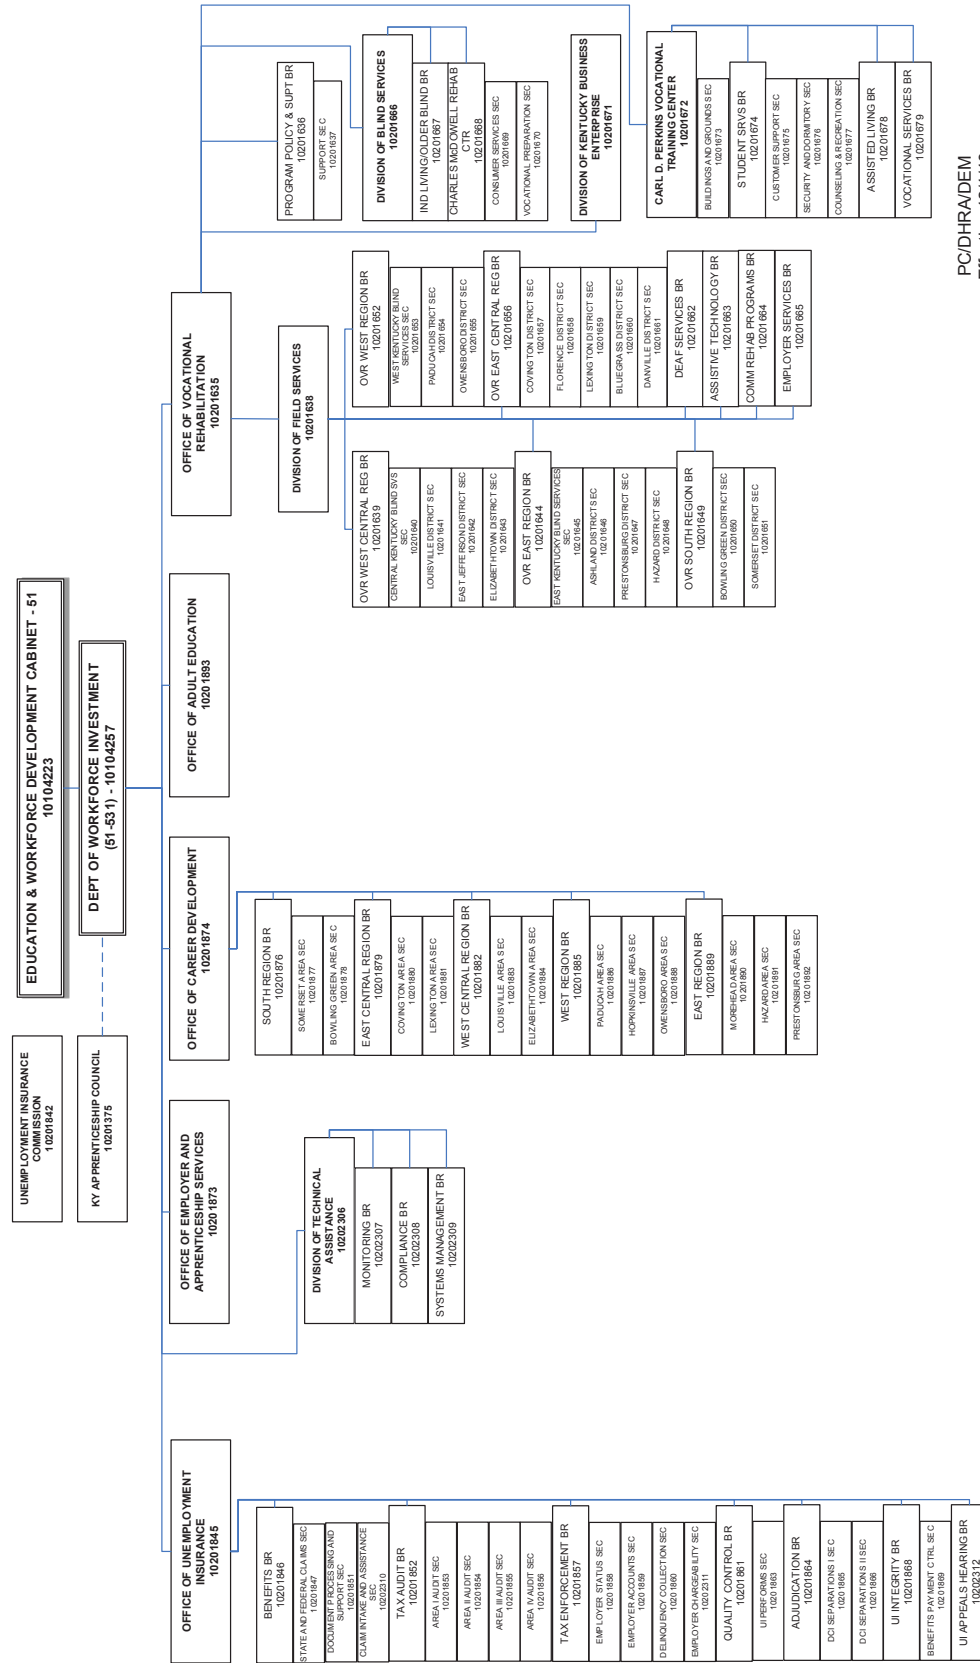 EDUCATION & WORKFORCE DEVELOPMENT CABINET - 51
10104223
DEPT OF WORKFORCE INVESTMENT
(51-531) - 10104257
UNEMPLOYMENT INSURANCE
COMMISSION
10201842
KY APPRENTICESHIP COUNCIL
10201375
OFFICE OF UNEMPLOYMENT
INSURANCE
10201845
BENEFITS BR
10201846
STATE AND FEDERAL CLAIMS SEC
10201847
DOCUMENT PROCESSING AND
SUPPORT SEC
10201851
CLAIM INTAKE AND ASSISTANCE
SEC
10202310
TAX AUDIT BR
10201852
AREA I AUDIT SEC
10201853
AREA II AUDIT SEC
10201854
AREA III AUDIT SEC
10201855
AREA IV AUDIT SEC
10201856
TAX ENFORCEMENT BR
10201857
EMPLOYER STATUS SEC
10201858
EMPLOYER ACCOUNTS SEC
10201859
DELINQUENCY COLLECTION SEC
10201860
EMPLOYER CHARGEABILITY SEC
10202311
QUALITY CONTROL BR
10201861
UI PERFORMS SEC
10201863
ADJUDICATION BR
10201864
DCI SEPARATIONS I SEC
10201865
DCI SEPARATIONS II SEC
10201866
UI INTEGRITY BR
10201868
BENEFITS PAYMENT CTRL SEC
10201869
UI APPEALS HEARING BR
10202312
OFFICE OF EMPLOYER AND
APPRENTICESHIP SERVICES
10201873
DIVISION OF TECHNICAL
ASSISTANCE
10202306
MONITORING BR
10202307
COMPLIANCE BR
10202308
SYSTEMS MANAGEMENT BR
10202309
OFFICE OF CAREER DEVELOPMENT
10201874
SOUTH REGION BR
10201876
SOMERSET AREA SEC
10201877
BOWLING GREEN AREA SEC
10201878
EAST CENTRAL REGION BR
10201879
COVINGTON AREA SEC
10201880
LEXINGTON AREA SEC
10201881
WEST CENTRAL REGION BR
10201882
LOUISVILLE AREA SEC
10201883
ELIZABETHTOWN AREA SEC
10201884
WEST REGION BR
10201885
PADUCAH AREA SEC
10201886
HOPKINSVILLE AREA SEC
10201887
OWENSBORO AREA SEC
10201888
EAST REGION BR
10201889
MOREHEAD AREA SEC
10201890
HAZARD AREA SEC
10201891
PRESTONSBURG AREA SEC
10201892
OFFICE OF ADULT EDUCATION
10201893
OFFICE OF VOCATIONAL
REHABILITATION
10201635
DIVISION OF FIELD SERVICES
10201638
OVR WEST CENTRAL REG BR
10201639
CENTRAL KENTUCKY BLIND SVS
SEC
10201640
LOUISVILLE DISTRICT SEC
10201641
EAST JEFFERSON DISTRICT SEC
10201642
ELIZABETHTOWN DISTRICT SEC
10201643
OVR EAST REGION BR
10201644
EAST KENTUCKY BLIND SERVICES
SEC
10201645
ASHLAND DISTRICT SEC
10201646
PRESTONSBURG DISTRICT SEC
10201647
HAZARD DISTRICT SEC
10201648
OVR SOUTH REGION BR
10201649
BOWLING GREEN DISTRICT SEC
10201650
SOMERSET DISTRICT SEC
10201651
OVR WEST REGION BR
10201652
WEST KENTUCKY BLIND
SERVICES SEC
10201653
PADUCAH DISTRICT SEC
10201654
OWENSBORO DISTRICT SEC
10201655
OVR EAST CENTRAL REG BR
10201656
COVINGTON DISTRICT SEC
10201657
FLORENCE DISTRICT SEC
10201658
LEXINGTON DISTRICT SEC
10201659
BLUEGRASS DISTRICT SEC
10201660
DANVILLE DISTRICT SEC
10201661
DEAF SERVICES BR
10201662
ASSISTIVE TECHNOLOGY BR
10201663
COMM REHAB PROGRAMS BR
10201664
EMPLOYER SERVICES BR
10201665
PROGRAM POLICY & SUPT BR
10201636
SUPPORT SEC
10201637
DIVISION OF BLIND SERVICES
10201666
IND LIVING/OLDER BLIND BR
10201667
CHARLES McDOWELL REHAB
CTR
10201668
CONSUMER SERVICES SEC
10201669
VOCATIONAL PREPARATION SEC
10201670
DIVISION OF KENTUCKY BUSINESS
ENTERPRISE
10201671
CARL D. PERKINS VOCATIONAL
TRAINING CENTER
10201672
BUILDINGS AND GROUNDS SEC
10201673
STUDENT SRVS BR
10201674
CUSTOMER SUPPORT SEC
10201675
SECURITY AND DORMITORY SEC
10201676
COUNSELING & RECREATION SEC
10201677
ASSISTED LIVING BR
10201678
VOCATIONAL SERVICES BR
10201679
PC/DHRA/DEM